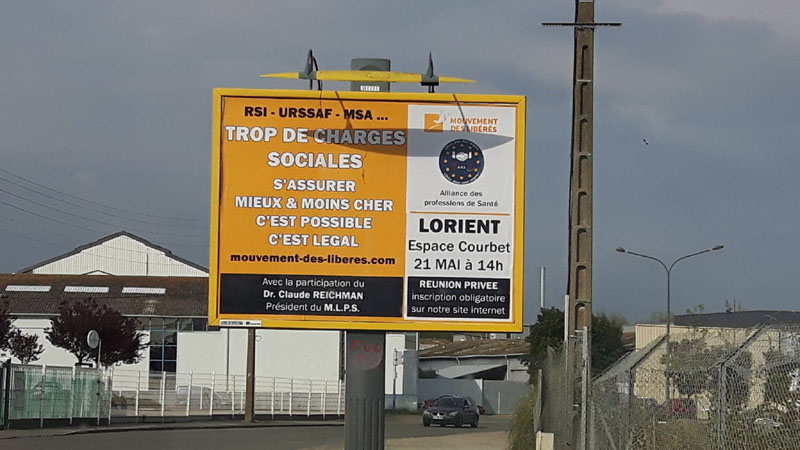 RSI - URSSAF - MSA ...
TROP DE CHARGES
SOCIALES
S'ASSURER
MIEUX & MOINS CHER
C'EST POSSIBLE
C'EST LEGAL
mouvement-des-liberes.com
Avec la participation du
Dr. Claude REICHMAN
Président du M.L.P.S.
MOUVEMENT
DES LIBÉRÉS
Alliance des
professions de Santé
LORIENT
Espace Courbet
21 MAI à 14h
REUNION PRIVEE
inscription obligatoire
sur notre site internet